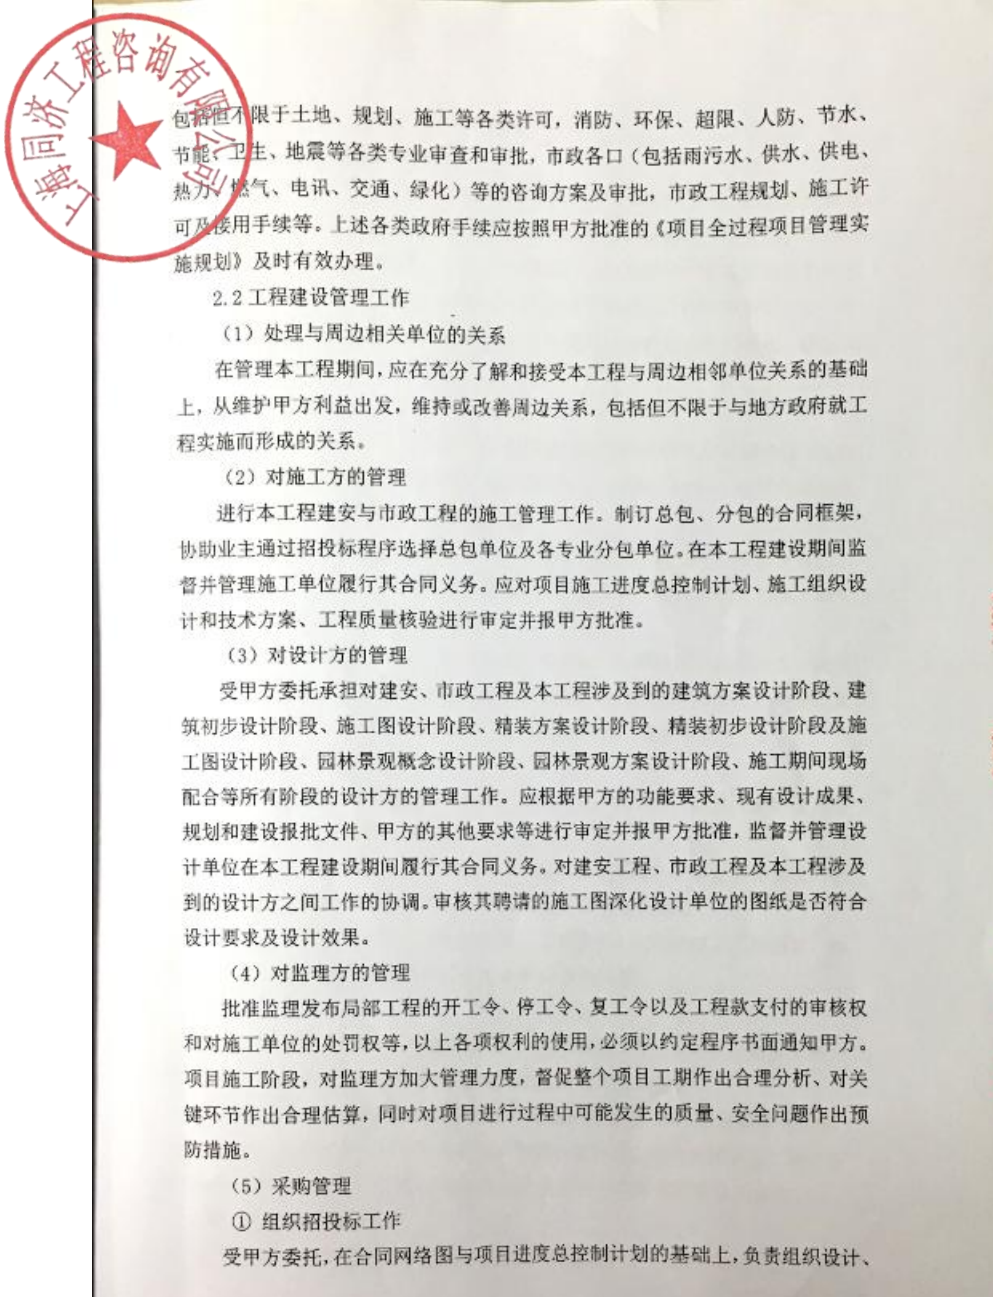 上海同济工程咨询有限公司
包括但不限于土地、规划、施工等各类许可，消防、环保、超限、人防、节水、
节能、卫生、地震等各类专业审查和审批，市政各口（包括雨污水、供水、供电、
热力、燃气、电讯、交通、绿化）等的咨询方案及审批，市政工程规划、施工许
可及接用手续等。上述各类政府手续应按照甲方批准的《项目全过程项目管理实
施规划》及时有效办理。
2.2 工程建设管理工作
（1）处理与周边相关单位的关系
在管理本工程期间，应在充分了解和接受本工程与周边相邻单位关系的基础
上，从维护甲方利益出发，维持或改善周边关系，包括但不限于与地方政府就工
程实施而形成的关系。
（2）对施工方的管理
进行本工程建安与市政工程的施工管理工作。制订总包、分包的合同框架，
协助业主通过招投标程序选择总包单位及各专业分包单位。在本工程建设期间监
督并管理施工单位履行其合同义务。应对项目施工进度总控制计划、施工组织设
计和技术方案、工程质量核验进行审定并报甲方批准。
（3）对设计方的管理
受甲方委托承担对建安、市政工程及本工程涉及到的建筑方案设计阶段、建
筑初步设计阶段、施工图设计阶段、精装方案设计阶段、精装初步设计阶段及施
工图设计阶段、园林景观概念设计阶段、园林景观方案设计阶段、施工期间现场
配合等所有阶段的设计方的管理工作。应根据甲方的功能要求、现有设计成果、
规划和建设报批文件、甲方的其他要求等进行审定并报甲方批准，监督并管理设
计单位在本工程建设期间履行其合同义务。对建安工程、市政工程及本工程涉及
到的设计方之间工作的协调。审核其聘请的施工图深化设计单位的图纸是否符合
设计要求及设计效果。
（4）对监理方的管理
批准监理发布局部工程的开工令、停工令、复工令以及工程款支付的审核权
和对施工单位的处罚权等，以上各项权利的使用，必须以约定程序书面通知甲方。
项目施工阶段，对监理方加大管理力度，督促整个项目工期作出合理分析、对关
键环节作出合理估算，同时对项目进行过程中可能发生的质量、安全问题作出预
防措施。
（5）采购管理
① 组织招投标工作
受甲方委托，在合同网络图与项目进度总控制计划的基础上，负责组织设计、